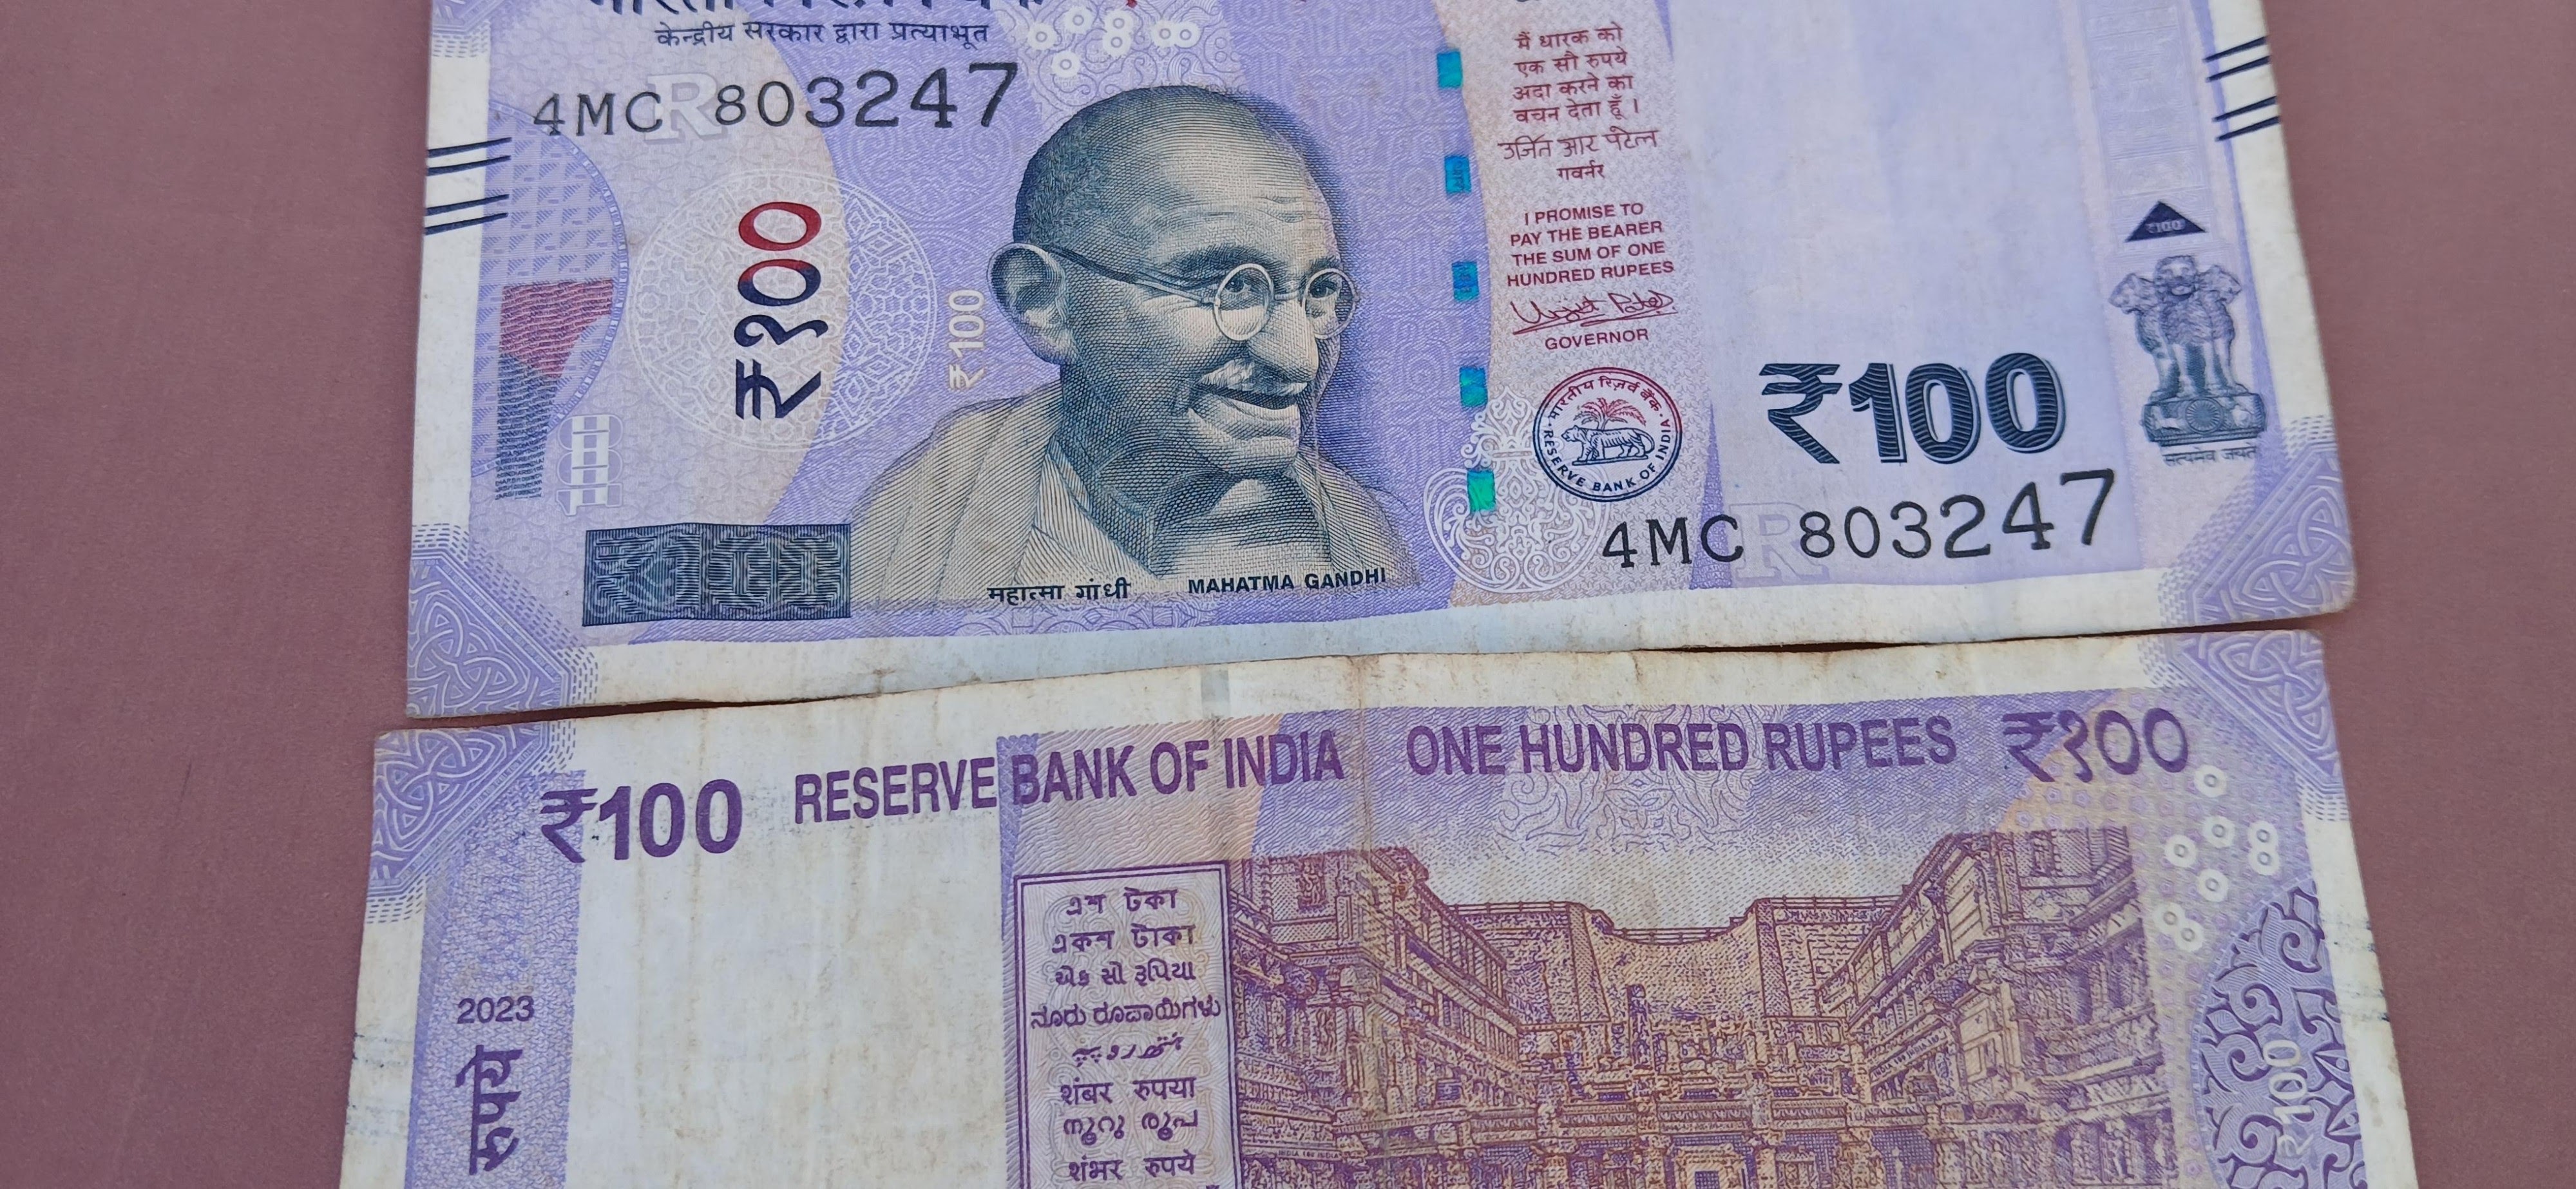 केन्द्रीय सरकार द्वारा प्रत्याभूत
4MC 803247
₹१००
₹100
महात्मा गांधी MAHATMA GANDHI
मैं धारक को
एक सौ रुपये
अदा करने का
वचन देता हूँ ।
उर्जित आर पटेल
गवर्नर
I PROMISE TO
PAY THE BEARER
THE SUM OF ONE
HUNDRED RUPEES
Urjit Patel
GOVERNOR
भारतीय रिज़र्व बैंक
RESERVE BANK OF INDIA
₹100
4MC 803247
₹100
सत्यमेव जयते
₹100 RESERVE BANK OF INDIA ONE HUNDRED RUPEES ₹१००
2023
रुपये
এশ টকা
একশ টাকা
એક સો રૂપિયા
ನೂರು ರೂಪಾಯಿಗಳು
शंबर रुपया
നൂറു രൂപ
शंभर रुपये
₹100